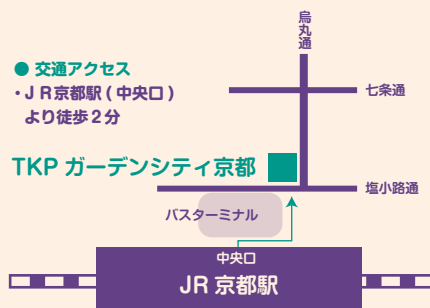 烏丸通
● 交通アクセス
・ＪＲ京都駅(中央口)
より徒歩２分
七条通
TKP ガーデンシティ京都
塩小路通
バスターミナル
中央口
JR 京都駅